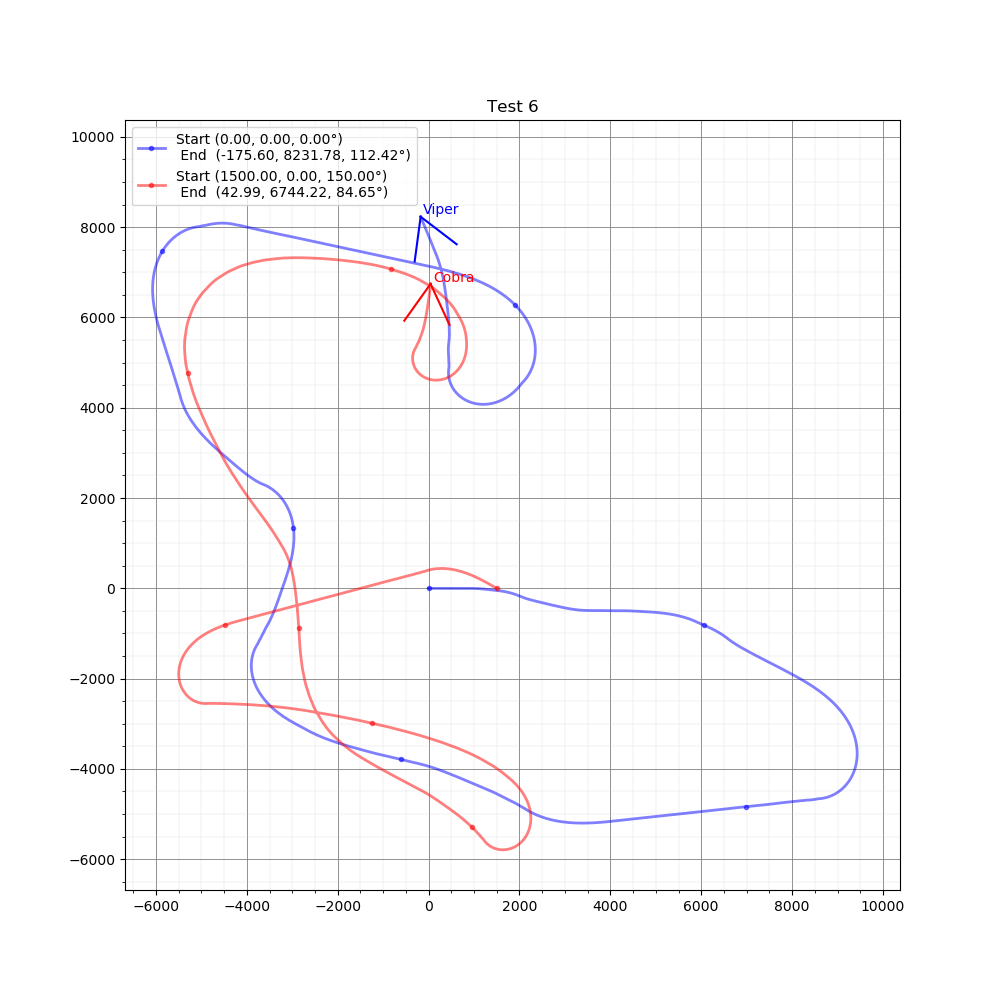 Test 6
10000
8000
6000
4000
2000
0
−2000
−4000
−6000
Start (0.00, 0.00, 0.00°)
End (-175.60, 8231.78, 112.42°)
Start (1500.00, 0.00, 150.00°)
End (42.99, 6744.22, 84.65°)
Viper
Cobra
−6000 −4000 −2000 0 2000 4000 6000 8000 10000